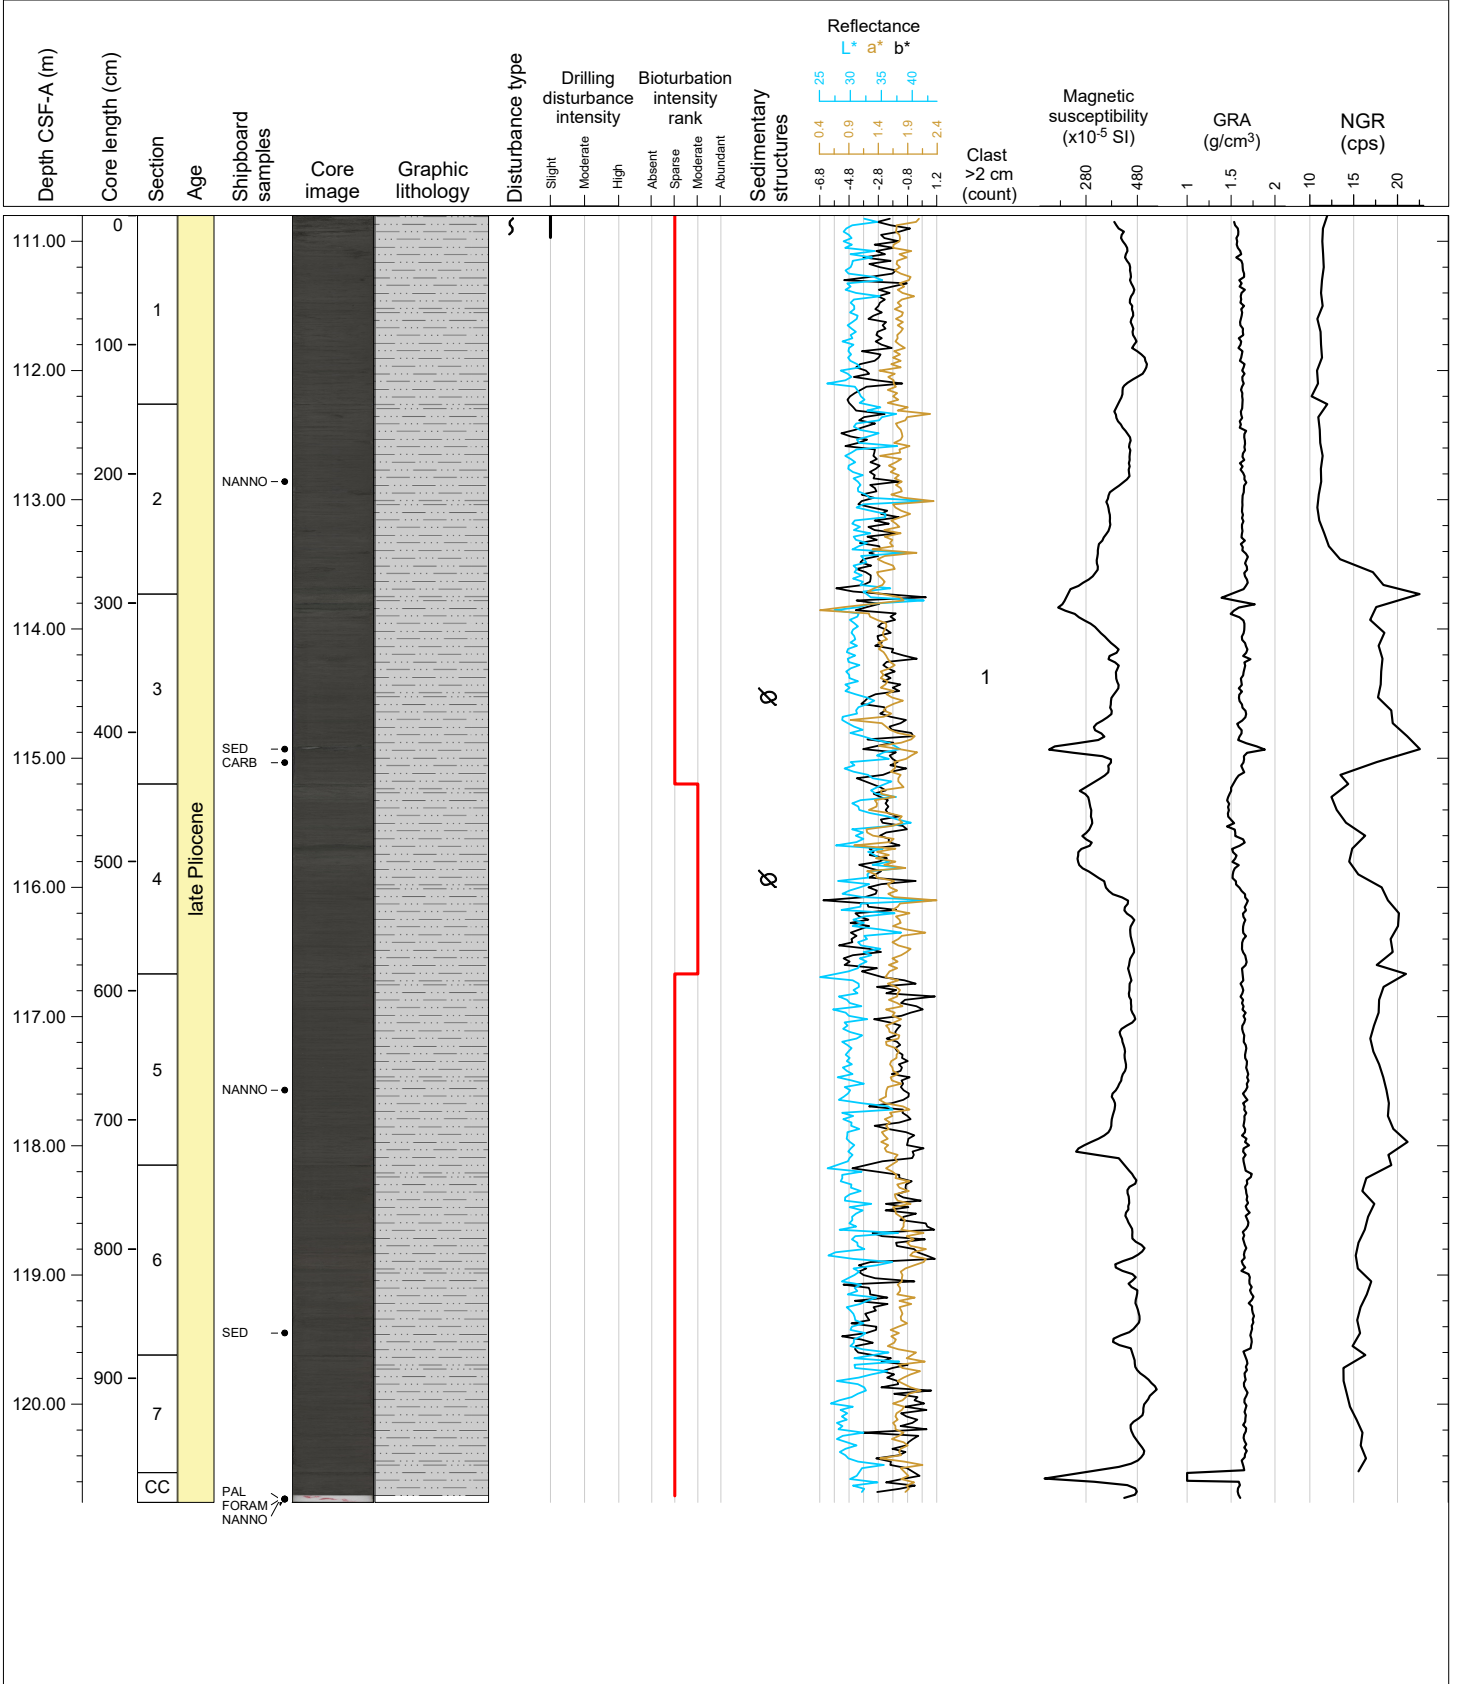 Depth CSF-A (m)
Core length (cm)
Section
Age
Shipboard
samples
Core
image
Graphic
lithology
Disturbance type
Drilling
disturbance
intensity
Slight
Moderate
High
Bioturbation
intensity
rank
Absent
Sparse
Moderate
Abundant
Sedimentary
structures
Reflectance
L* a* b*
25 30 35 40
0.4 0.9 1.4 1.9 2.4
-6.8 -4.8 -2.8 -0.8 1.2
Clast
>2 cm
(count)
Magnetic
susceptibility
(x10-5 SI)
280 480
GRA
(g/cm3)
1 1.5 2
NGR
(cps)
10 15 20
0
111.00
1
100
112.00
200
NANNO
2
113.00
300
114.00
1
3
400
SED
115.00
CARB
late Pliocene
500
4
116.00
600
117.00
5
NANNO
700
118.00
800
6
119.00
SED
900
120.00
7
CC
PAL
FORAM
NANNO